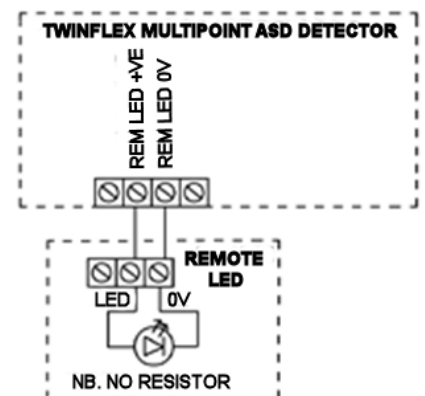 TWINFLEX MULTIPOINT ASD DETECTOR
REM LED +VE
REM LED 0V
REMOTE
LED
LED
0V
NB. NO RESISTOR